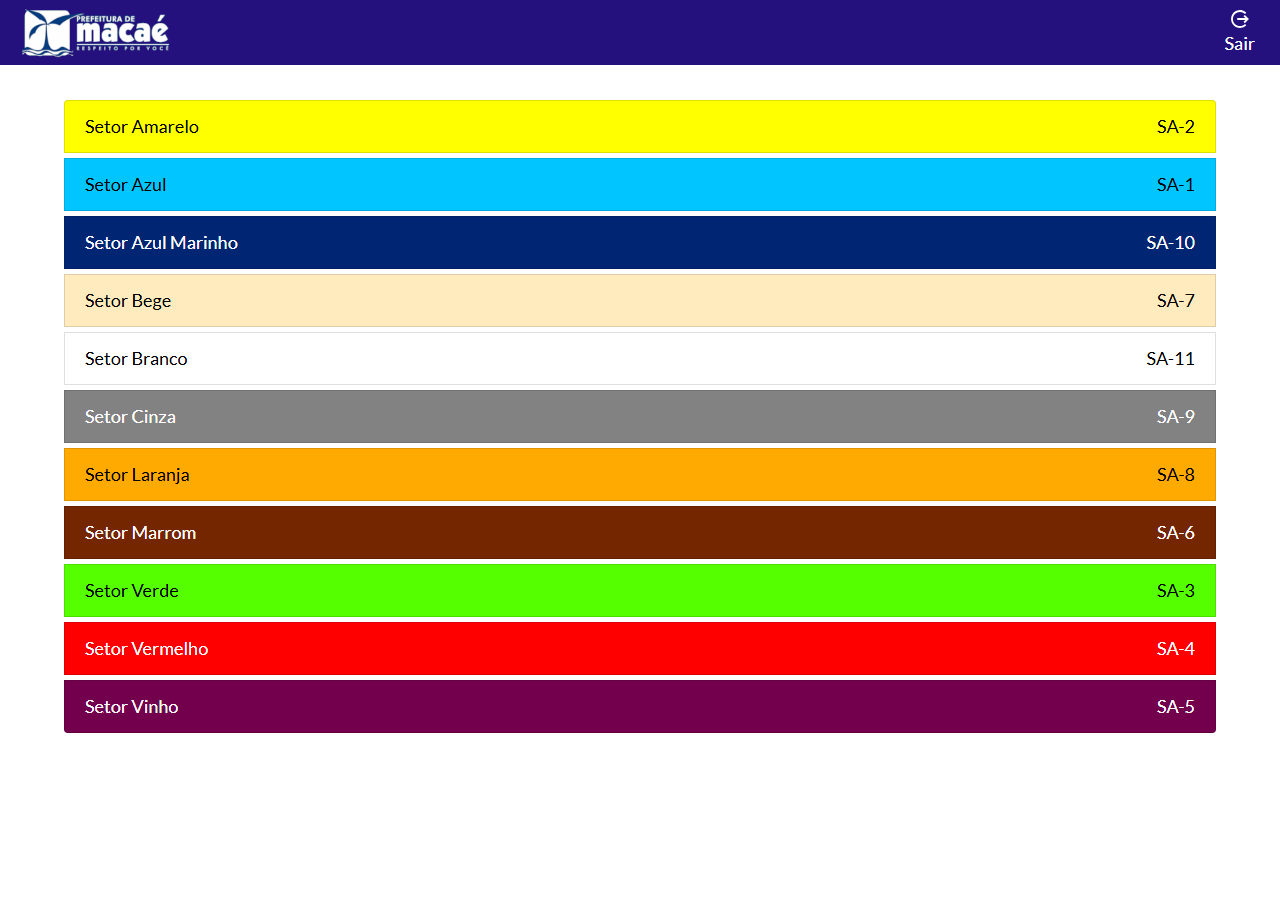 PREFEITURA DE
macaé
RESPEITO POR VOCÊ
Sair
Setor Amarelo SA-2
Setor Azul SA-1
Setor Azul Marinho SA-10
Setor Bege SA-7
Setor Branco SA-11
Setor Cinza SA-9
Setor Laranja SA-8
Setor Marrom SA-6
Setor Verde SA-3
Setor Vermelho SA-4
Setor Vinho SA-5